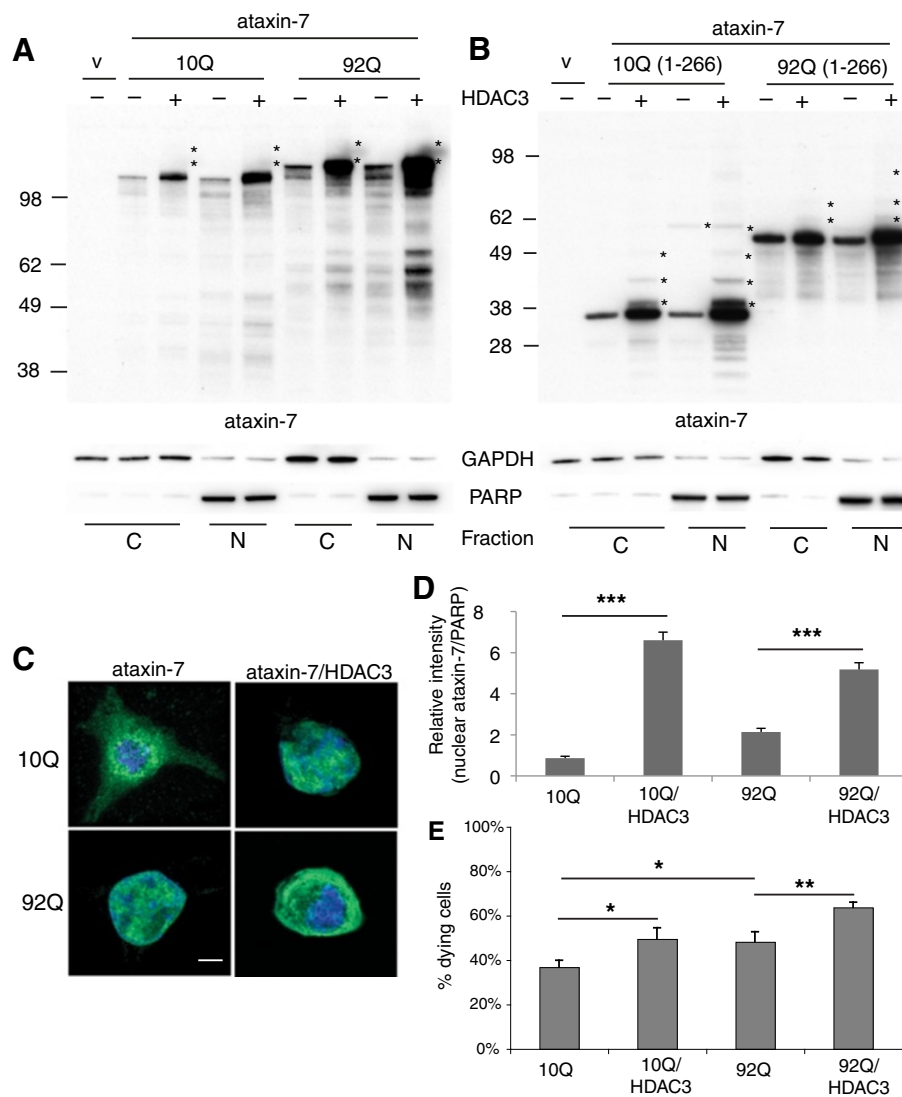 A
ataxin-7
v 10Q 92Q
– – + – + – + – +
98
62
49
38
ataxin-7
C N C N
B
ataxin-7
v 10Q (1-266) 92Q (1-266)
HDAC3 – – + – + – + – +
98
62
49
38
28
ataxin-7
GAPDH
PARP
Fraction C N C N
C
ataxin-7 ataxin-7/HDAC3
10Q
92Q
D
Relative intensity
(nuclear ataxin-7/PARP)
8
6
4
2
0
*** ***
10Q 10Q/ 92Q 92Q/
HDAC3 HDAC3
E
% dying cells
100%
80%
60%
40%
20%
0%
* * **
10Q 10Q/ 92Q 92Q/
HDAC3 HDAC3